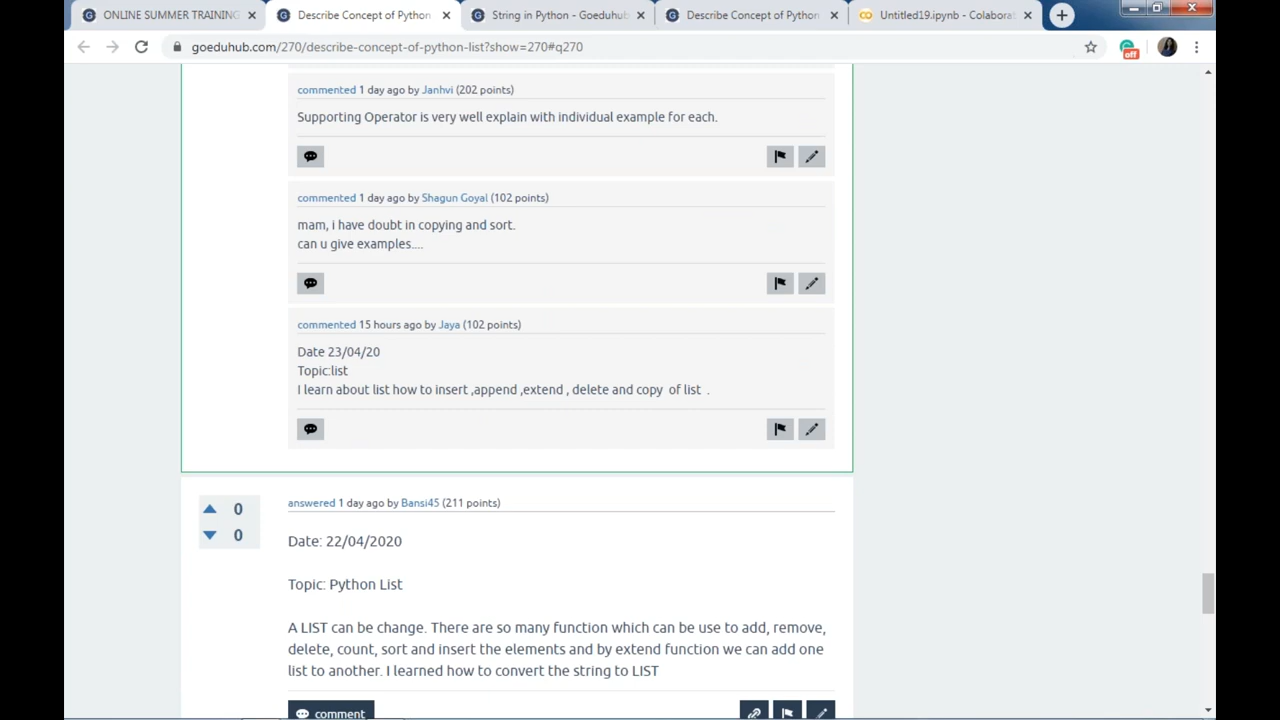 ONLINE SUMMER TRAINING
Describe Concept of Python
String in Python - Goeduhub
Describe Concept of Python
Untitled19.ipynb - Colabora
goeduhub.com/270/describe-concept-of-python-list?show=270#q270
off
commented 1 day ago by Janhvi (202 points)
Supporting Operator is very well explain with individual example for each.
commented 1 day ago by Shagun Goyal (102 points)
mam, i have doubt in copying and sort.
can u give examples....
commented 15 hours ago by Jaya (102 points)
Date 23/04/20
Topic:list
I learn about list how to insert ,append ,extend , delete and copy of list .
0
0
answered 1 day ago by Bansi45 (211 points)
Date: 22/04/2020
Topic: Python List
A LIST can be change. There are so many function which can be use to add, remove,
delete, count, sort and insert the elements and by extend function we can add one
list to another. I learned how to convert the string to LIST
comment